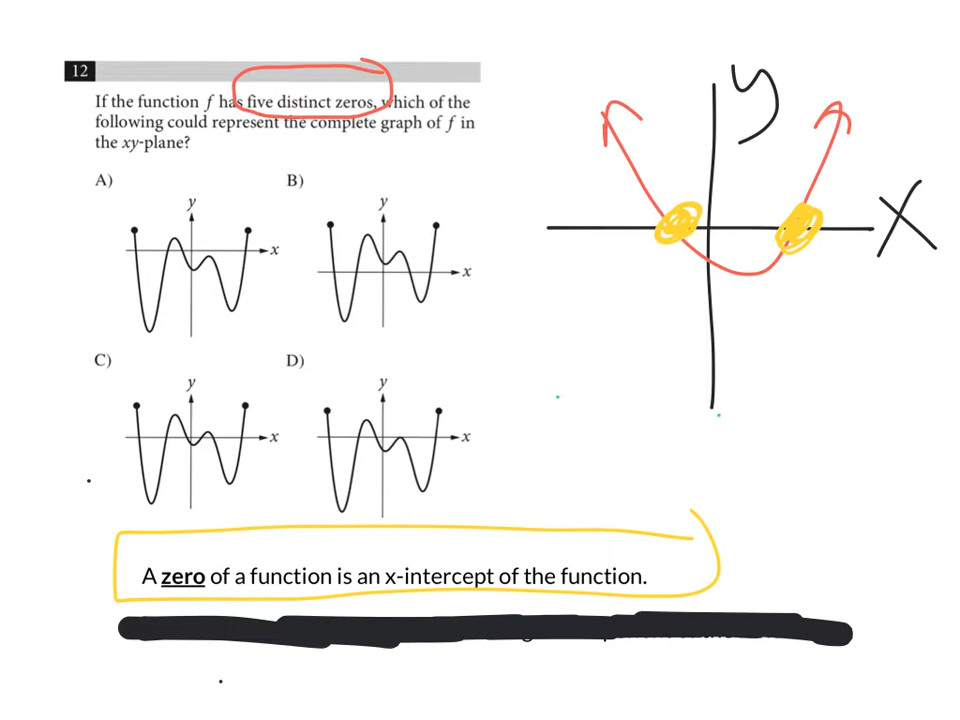 12
If the function f has five distinct zeros, which of the
following could represent the complete graph of f in
the xy-plane?
A)
y
x
B)
y
x
C)
y
x
D)
y
x
y
X
A zero of a function is an x-intercept of the function.